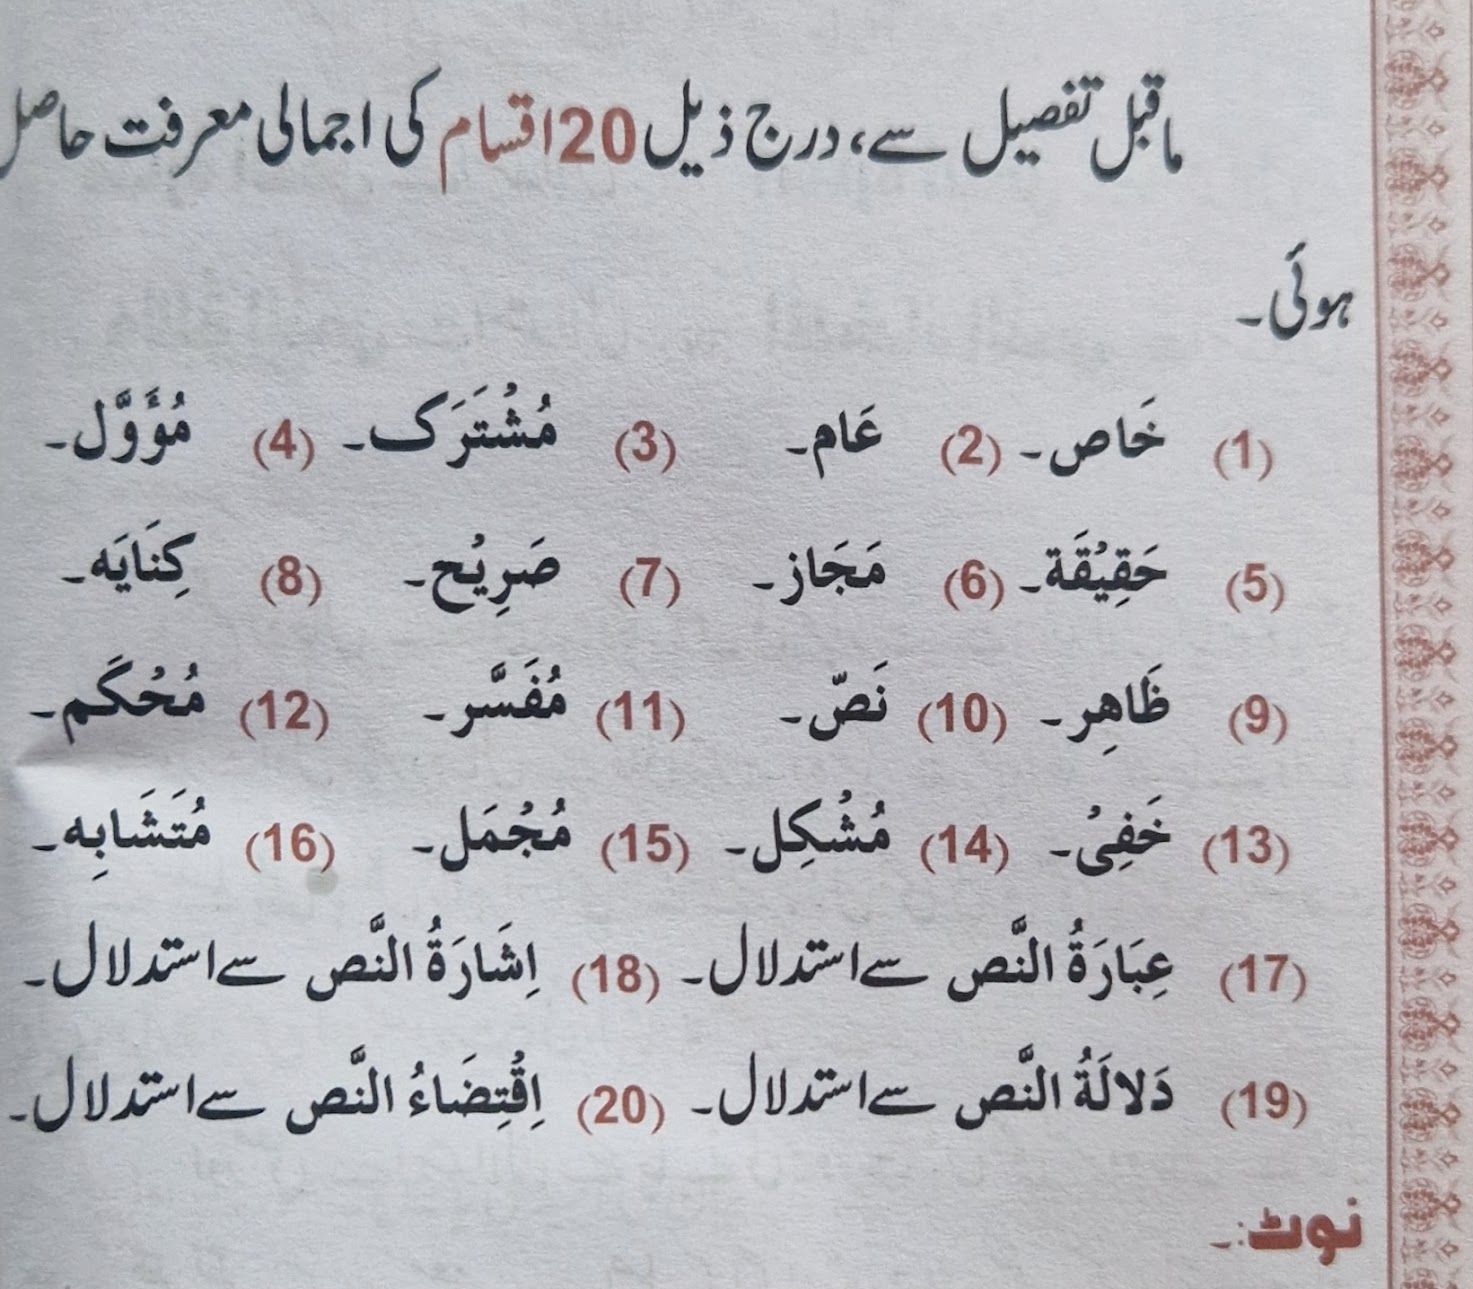 ماقبل تفصیل سے، درج ذیل 20 اقسام کی اجمالی معرفت حاصل
ہوئی۔
(1) خَاص۔ (2) عَام۔ (3) مُشْتَرَک۔ (4) مُؤَوَّل۔
(5) حَقِیْقَة۔ (6) مَجَاز۔ (7) صَرِیْح۔ (8) کِنَایَه۔
(9) ظَاهِر۔ (10) نَصّ۔ (11) مُفَسَّر۔ (12) مُحْکَم۔
(13) خَفِیْ۔ (14) مُشْکِل۔ (15) مُجْمَل۔ (16) مُتَشَابِه۔
(17) عِبَارَةُ النَّص سے استدلال۔ (18) اِشَارَةُ النَّص سے استدلال۔
(19) دَلالَةُ النَّص سے استدلال۔ (20) اِقْتِضَاءُ النَّص سے استدلال۔
نوٹ:۔